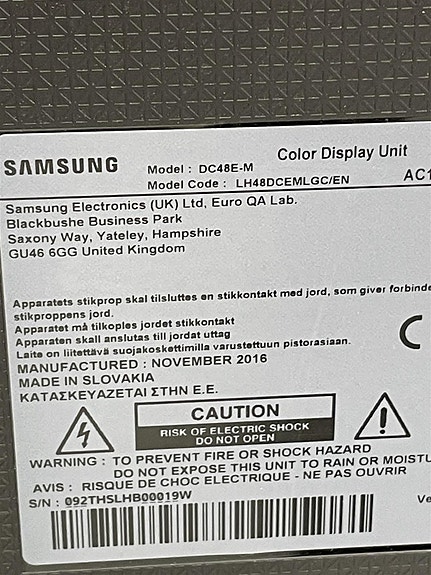 SAMSUNG
Color Display Unit
Model : DC48E-M
Model Code : LH48DCEMLGC/EN
AC1
Samsung Electronics (UK) Ltd, Euro QA Lab.
Blackbushe Business Park
Saxony Way, Yateley, Hampshire
GU46 6GG United Kingdom
Apparatets stikprop skal tilsluttes en stikkontakt med jord, som giver forbinde
stikproppens jord.
Apparatet må tilkoples jordet stikkontakt
Apparaten skall anslutas till jordat uttag
Laite on liitettävä suojakoskettimilla varustettuun pistorasiaan.
MANUFACTURED : NOVEMBER 2016
MADE IN SLOVAKIA
ΚΑΤΑΣΚΕΥΑΖΕΤΑΙ ΣΤΗΝ Ε.Ε.
CAUTION
RISK OF ELECTRIC SHOCK
DO NOT OPEN
WARNING : TO PREVENT FIRE OR SHOCK HAZARD
DO NOT EXPOSE THIS UNIT TO RAIN OR MOISTU
AVIS : RISQUE DE CHOC ELECTRIQUE - NE PAS OUVRIR
S/N : 092THSLHB00019W
Ve